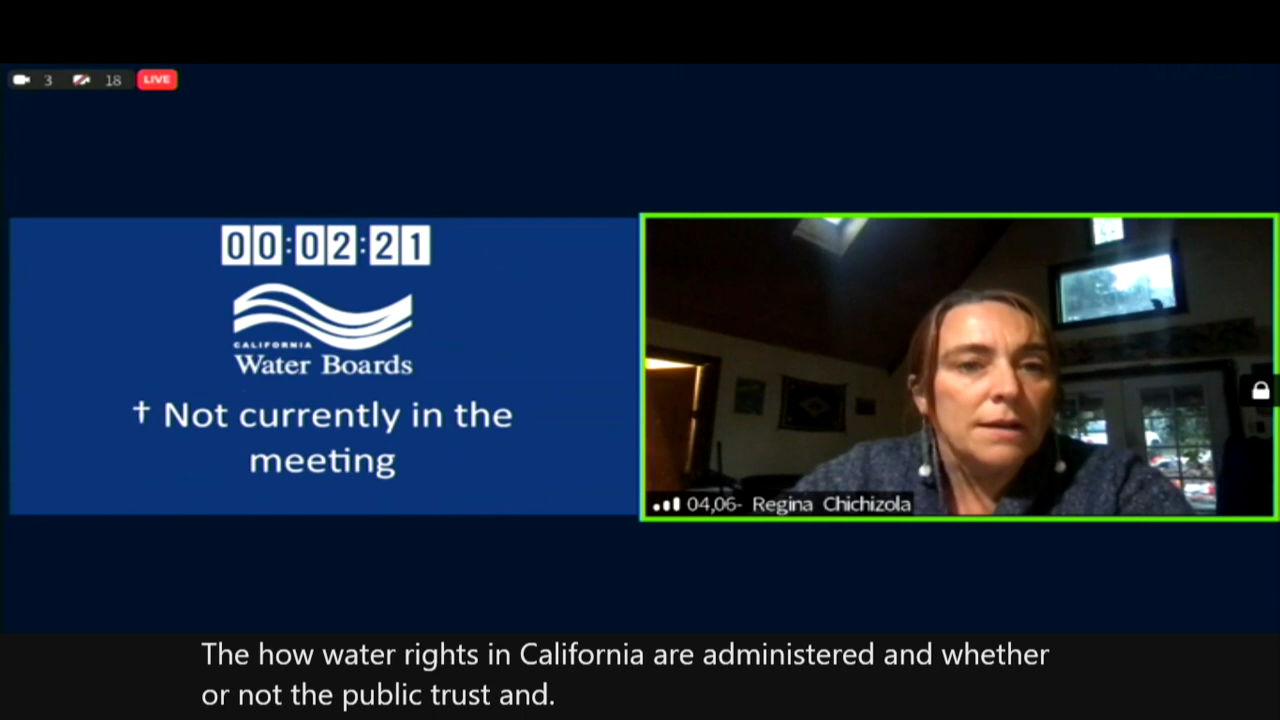 3 18 LIVE
00:02:21
CALIFORNIA
Water Boards
† Not currently in the
meeting
04,06- Regina Chichizola
The how water rights in California are administered and whether
or not the public trust and.